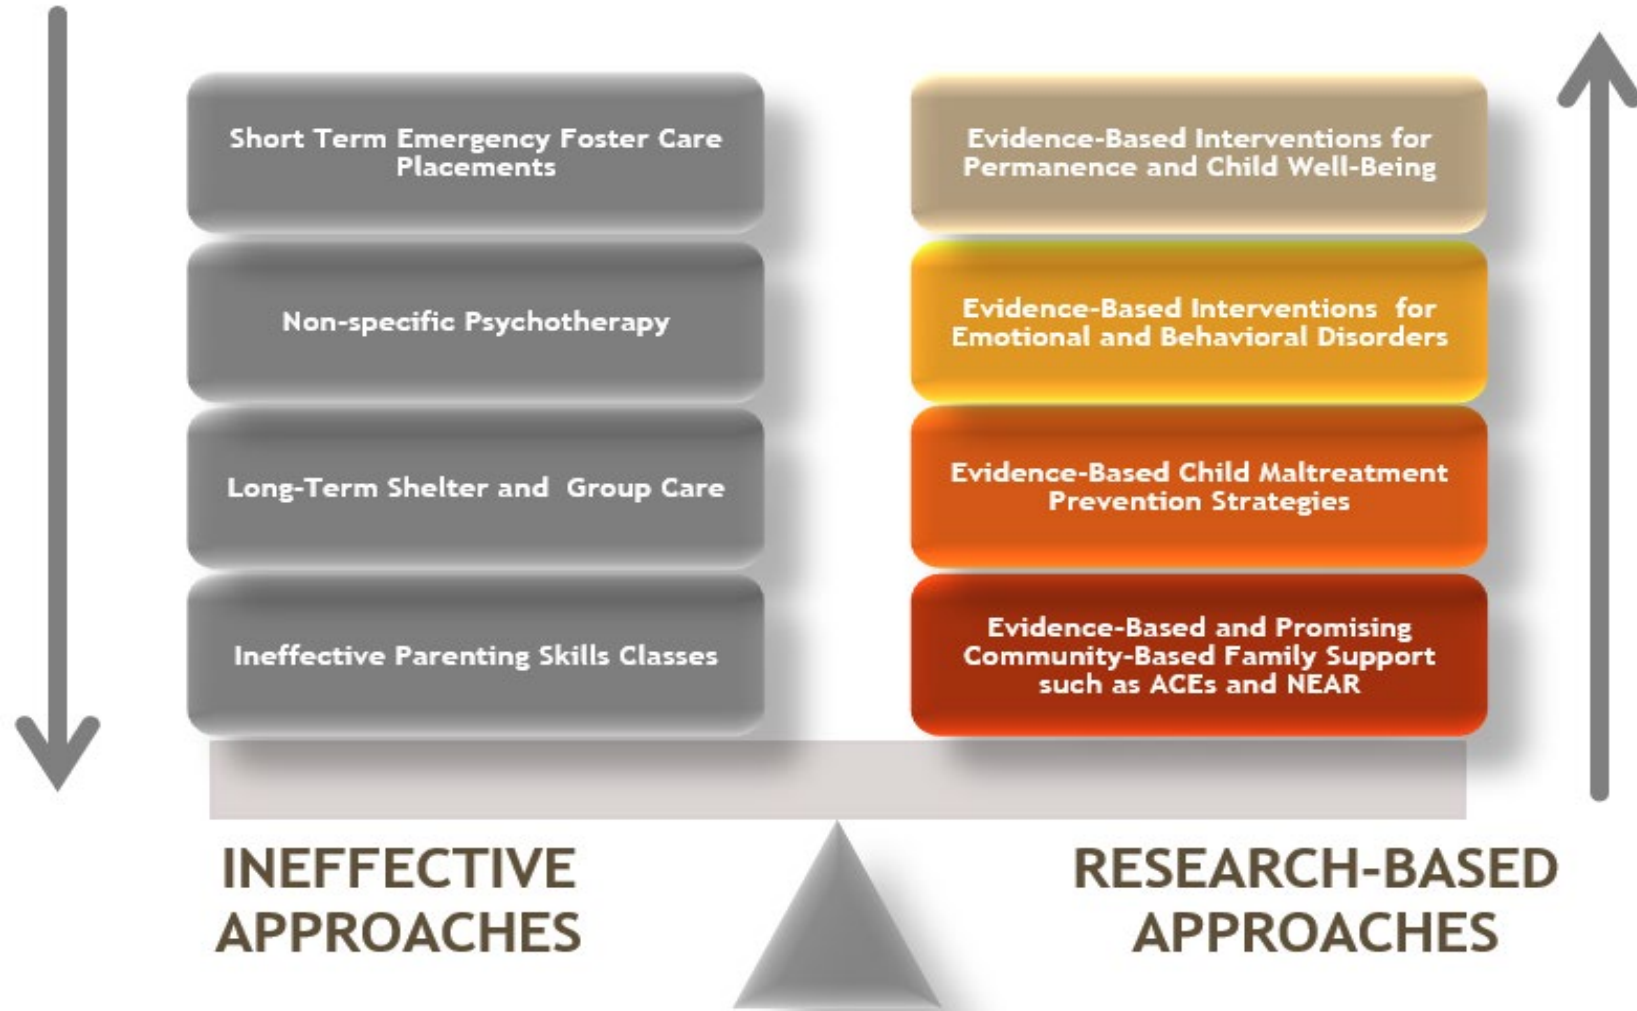 Short Term Emergency Foster Care
Placements
Non-specific Psychotherapy
Long-Term Shelter and Group Care
Ineffective Parenting Skills Classes
INEFFECTIVE
APPROACHES
Evidence-Based Interventions for
Permanence and Child Well-Being
Evidence-Based Interventions for
Emotional and Behavioral Disorders
Evidence-Based Child Maltreatment
Prevention Strategies
Evidence-Based and Promising
Community-Based Family Support
such as ACEs and NEAR
RESEARCH-BASED
APPROACHES